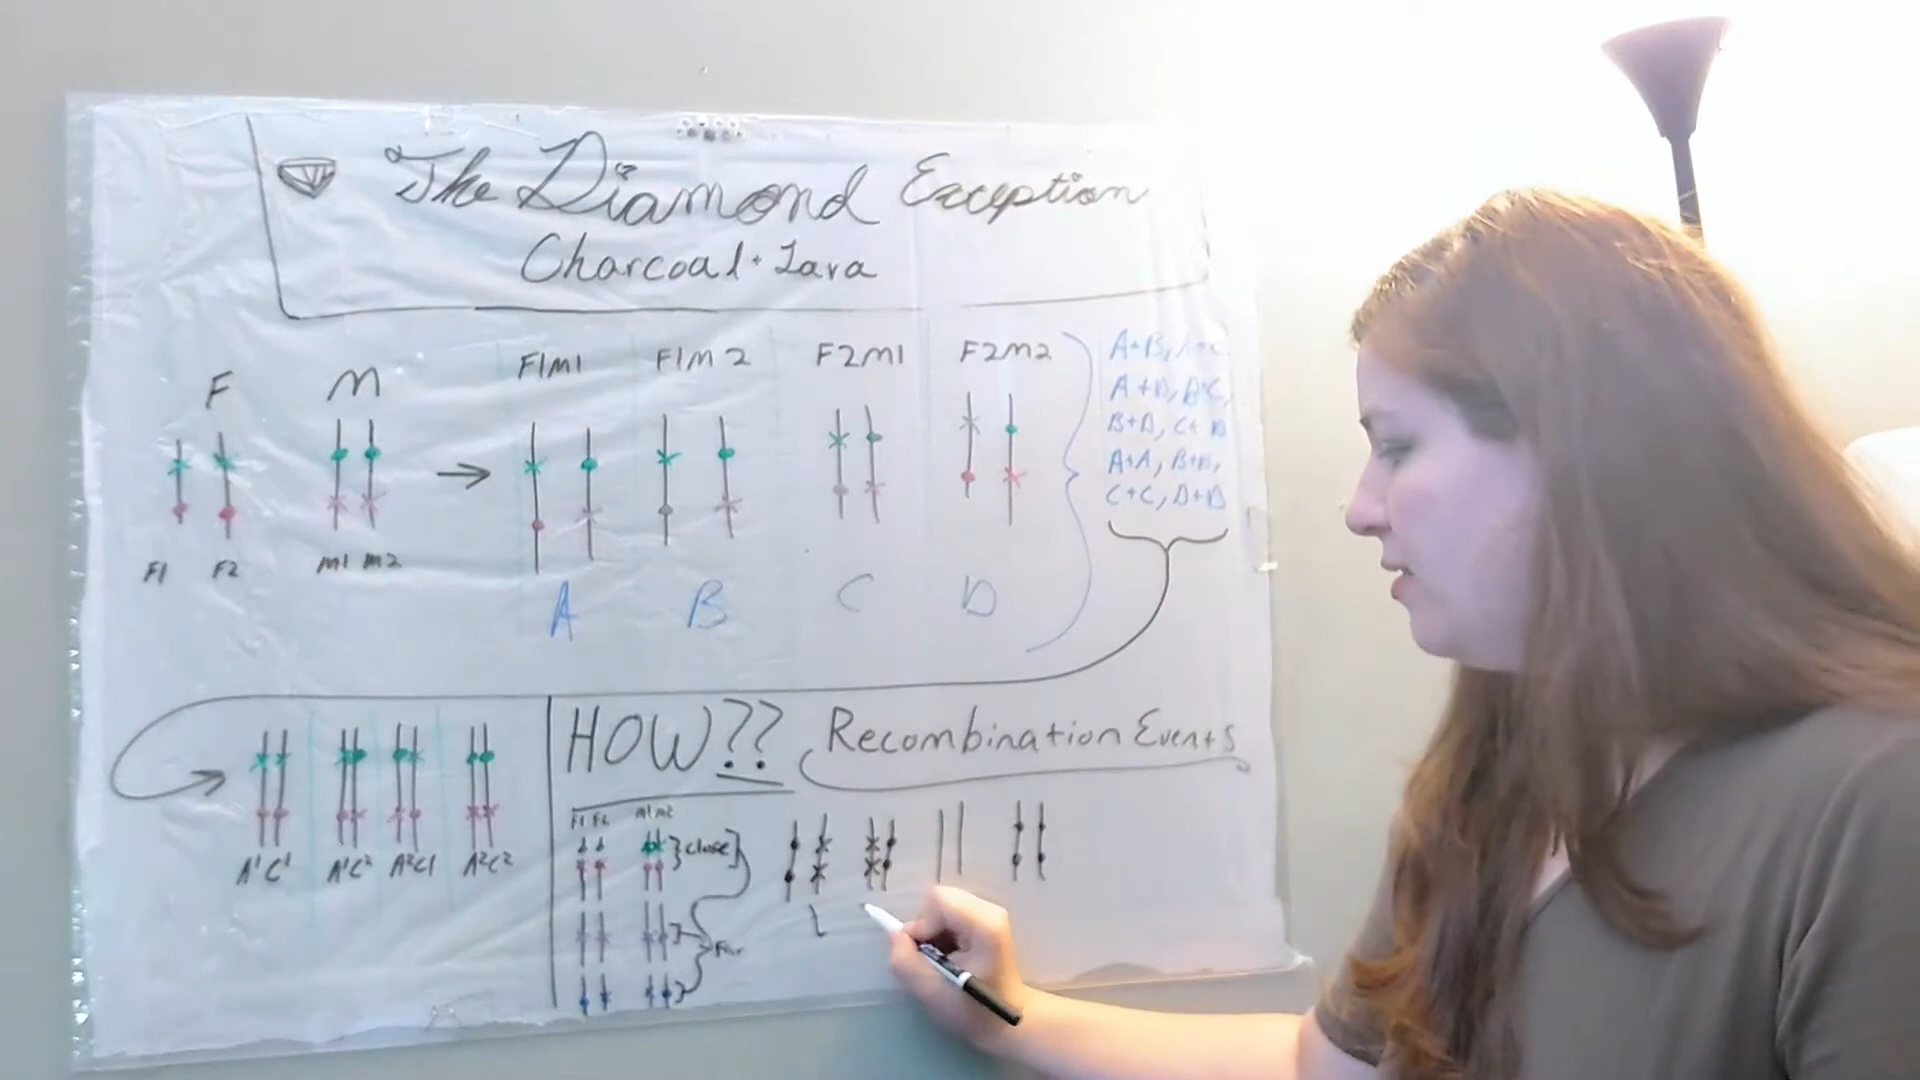 The Diamond Exception
Charcoal + Lava
F M F1M1 F1M2 F2M1 F2M2
F1 F2 M1 M2
A B C D
A+B,
A+D, B+C,
B+D, C+D
A+A, B+B,
C+C, D+D
HOW?? Recombination Events
A¹C¹ A¹C² A²C1 A²C²
F1 F2 M1 M2
close
Far